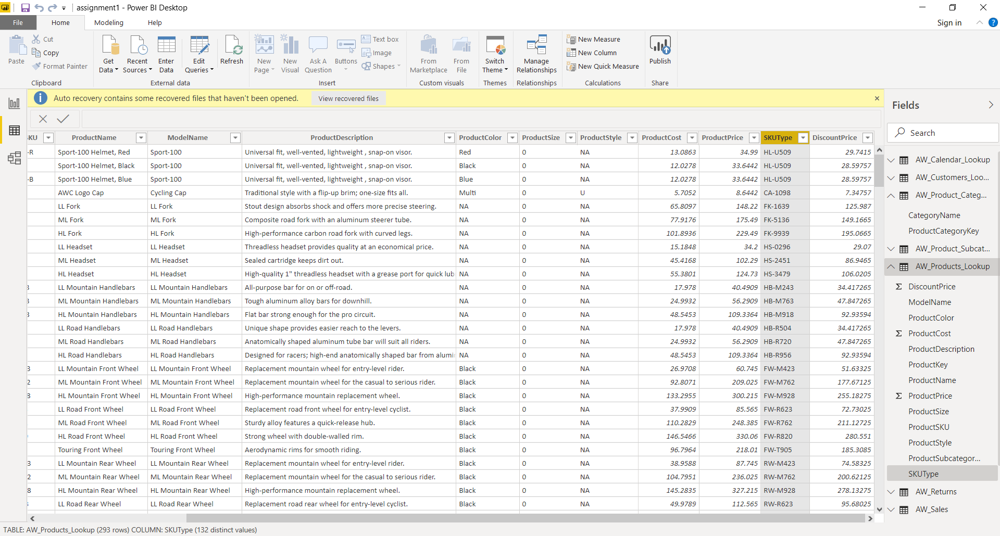 assignment1 - Power BI Desktop
File Home Modeling Help Sign in
Cut
Copy
Format Painter
Paste
Clipboard
Get Data
Recent Sources
Enter Data
Edit Queries
Refresh
External data
New Page
New Visual
Ask A Question
Buttons
Text box
Image
Shapes
Insert
From Marketplace
From File
Custom visuals
Switch Theme
Themes
Manage Relationships
Relationships
New Measure
New Column
New Quick Measure
Calculations
Publish
Share
Auto recovery contains some recovered files that haven't been opened. View recovered files
SKU ProductName ModelName ProductDescription ProductColor ProductSize ProductStyle ProductCost ProductPrice SKUType DiscountPrice
-R Sport-100 Helmet, Red Sport-100 Universal fit, well-vented, lightweight , snap-on visor. Red 0 NA 13.0863 34.99 HL-U509 29.7415
Sport-100 Helmet, Black Sport-100 Universal fit, well-vented, lightweight , snap-on visor. Black 0 NA 12.0278 33.6442 HL-U509 28.59757
-B Sport-100 Helmet, Blue Sport-100 Universal fit, well-vented, lightweight , snap-on visor. Blue 0 NA 12.0278 33.6442 HL-U509 28.59757
AWC Logo Cap Cycling Cap Traditional style with a flip-up brim; one-size fits all. Multi 0 U 5.7052 8.6442 CA-1098 7.34757
LL Fork LL Fork Stout design absorbs shock and offers more precise steering. NA 0 NA 65.8097 148.22 FK-1639 125.987
ML Fork ML Fork Composite road fork with an aluminum steerer tube. NA 0 NA 77.9176 175.49 FK-5136 149.1665
HL Fork HL Fork High-performance carbon road fork with curved legs. NA 0 NA 101.8936 229.49 FK-9939 195.0665
LL Headset LL Headset Threadless headset provides quality at an economical price. NA 0 NA 15.1848 34.2 HS-0296 29.07
ML Headset ML Headset Sealed cartridge keeps dirt out. NA 0 NA 45.4168 102.29 HS-2451 86.9465
HL Headset HL Headset High-quality 1" threadless headset with a grease port for quick lub NA 0 NA 55.3801 124.73 HS-3479 106.0205
3 LL Mountain Handlebars LL Mountain Handlebars All-purpose bar for on or off-road. NA 0 NA 17.978 40.4909 HB-M243 34.417265
3 ML Mountain Handlebars ML Mountain Handlebars Tough aluminum alloy bars for downhill. NA 0 NA 24.9932 56.2909 HB-M763 47.847265
3 HL Mountain Handlebars HL Mountain Handlebars Flat bar strong enough for the pro circuit. NA 0 NA 48.5453 109.3364 HB-M918 92.93594
LL Road Handlebars LL Road Handlebars Unique shape provides easier reach to the levers. NA 0 NA 17.978 40.4909 HB-R504 34.417265
ML Road Handlebars ML Road Handlebars Anatomically shaped aluminum tube bar will suit all riders. NA 0 NA 24.9932 56.2909 HB-R720 47.847265
HL Road Handlebars HL Road Handlebars Designed for racers; high-end anatomically shaped bar from alumi NA 0 NA 48.5453 109.3364 HB-R956 92.93594
3 LL Mountain Front Wheel LL Mountain Front Wheel Replacement mountain wheel for entry-level rider. Black 0 NA 26.9708 60.745 FW-M423 51.63325
2 ML Mountain Front Wheel ML Mountain Front Wheel Replacement mountain wheel for the casual to serious rider. Black 0 NA 92.8071 209.025 FW-M762 177.67125
8 HL Mountain Front Wheel HL Mountain Front Wheel High-performance mountain replacement wheel. Black 0 NA 133.2955 300.215 FW-M928 255.18275
LL Road Front Wheel LL Road Front Wheel Replacement road front wheel for entry-level cyclist. Black 0 NA 37.9909 85.565 FW-R623 72.73025
ML Road Front Wheel ML Road Front Wheel Sturdy alloy features a quick-release hub. Black 0 NA 110.2829 248.385 FW-R762 211.12725
HL Road Front Wheel HL Road Front Wheel Strong wheel with double-walled rim. Black 0 NA 146.5466 330.06 FW-R820 280.551
Touring Front Wheel Touring Front Wheel Aerodynamic rims for smooth riding. Black 0 NA 96.7964 218.01 FW-T905 185.3085
3 LL Mountain Rear Wheel LL Mountain Rear Wheel Replacement mountain wheel for entry-level rider. Black 0 NA 38.9588 87.745 RW-M423 74.58325
2 ML Mountain Rear Wheel ML Mountain Rear Wheel Replacement mountain wheel for the casual to serious rider. Black 0 NA 104.7951 236.025 RW-M762 200.62125
8 HL Mountain Rear Wheel HL Mountain Rear Wheel High-performance mountain replacement wheel. Black 0 NA 145.2835 327.215 RW-M928 278.13275
LL Road Rear Wheel LL Road Rear Wheel Replacement road rear wheel for entry-level cyclist. Black 0 NA 49.9789 112.565 RW-R623 95.68025
Fields
Search
AW_Calendar_Lookup
AW_Customers_Loo...
AW_Product_Categ...
CategoryName
ProductCategoryKey
AW_Product_Subcat...
AW_Products_Lookup
Σ DiscountPrice
ModelName
ProductColor
Σ ProductCost
ProductDescription
ProductKey
ProductName
Σ ProductPrice
ProductSize
ProductSKU
ProductStyle
ProductSubcategor...
SKUType
AW_Returns
AW_Sales
TABLE: AW_Products_Lookup (293 rows) COLUMN: SKUType (132 distinct values)